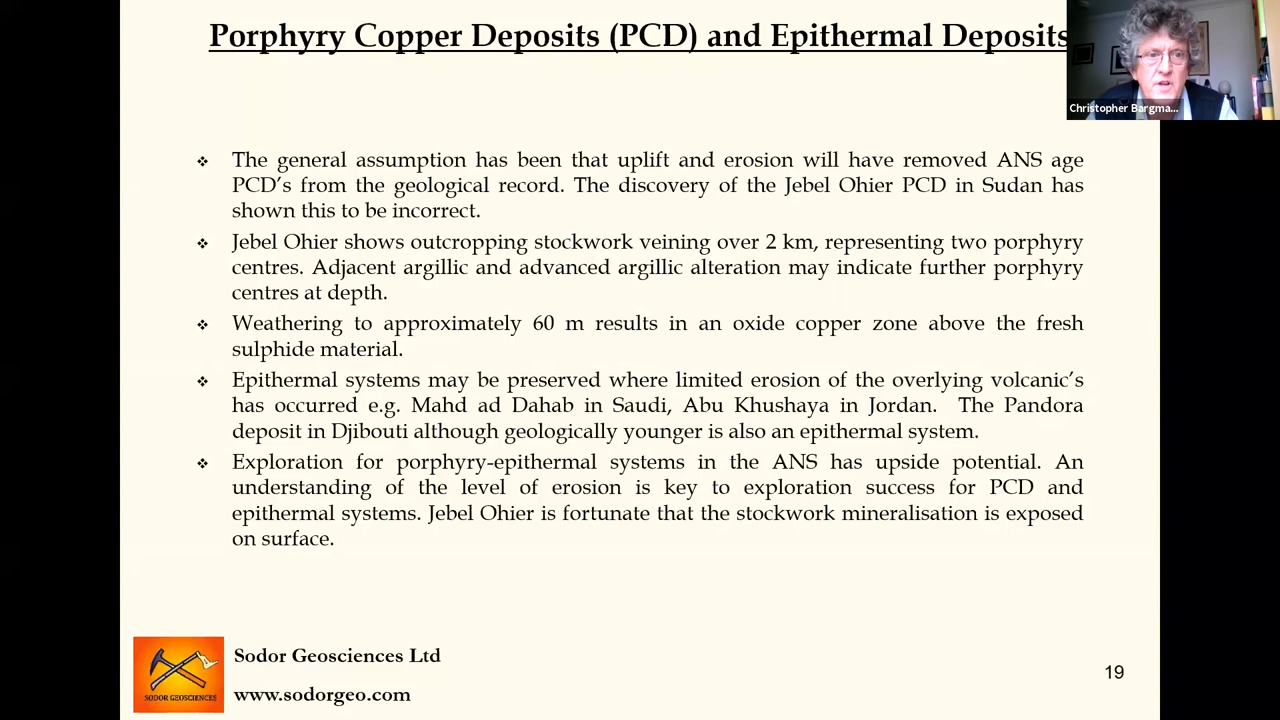 Porphyry Copper Deposits (PCD) and Epithermal Deposits
Christopher Bargma...
❖ The general assumption has been that uplift and erosion will have removed ANS age
PCD's from the geological record. The discovery of the Jebel Ohier PCD in Sudan has
shown this to be incorrect.
❖ Jebel Ohier shows outcropping stockwork veining over 2 km, representing two porphyry
centres. Adjacent argillic and advanced argillic alteration may indicate further porphyry
centres at depth.
❖ Weathering to approximately 60 m results in an oxide copper zone above the fresh
sulphide material.
❖ Epithermal systems may be preserved where limited erosion of the overlying volcanic's
has occurred e.g. Mahd ad Dahab in Saudi, Abu Khushaya in Jordan. The Pandora
deposit in Djibouti although geologically younger is also an epithermal system.
❖ Exploration for porphyry-epithermal systems in the ANS has upside potential. An
understanding of the level of erosion is key to exploration success for PCD and
epithermal systems. Jebel Ohier is fortunate that the stockwork mineralisation is exposed
on surface.
SODOR GEOSCIENCES
Sodor Geosciences Ltd
www.sodorgeo.com
19